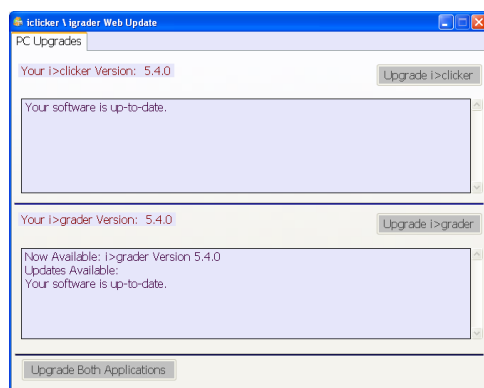 iclicker \ igrader Web Update
PC Upgrades
Your i>clicker Version: 5.4.0
Upgrade i>clicker
Your software is up-to-date.
Your i>grader Version: 5.4.0
Upgrade i>grader
Now Available: i>grader Version 5.4.0
Updates Available:
Your software is up-to-date.
Upgrade Both Applications